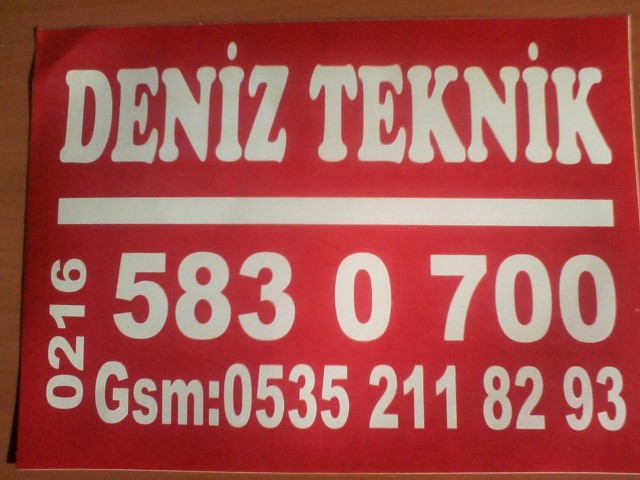 DENİZ TEKNİK
0216
583 0 700
Gsm:0535 211 82 93